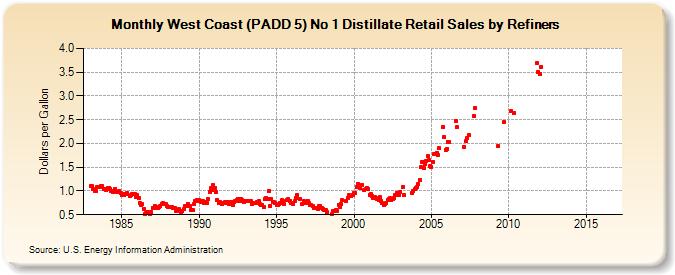 Monthly West Coast (PADD 5) No 1 Distillate Retail Sales by Refiners
Dollars per Gallon
4.0
3.5
3.0
2.5
2.0
1.5
1.0
0.5
1985 1990 1995 2000 2005 2010 2015
Source: U.S. Energy Information Administration